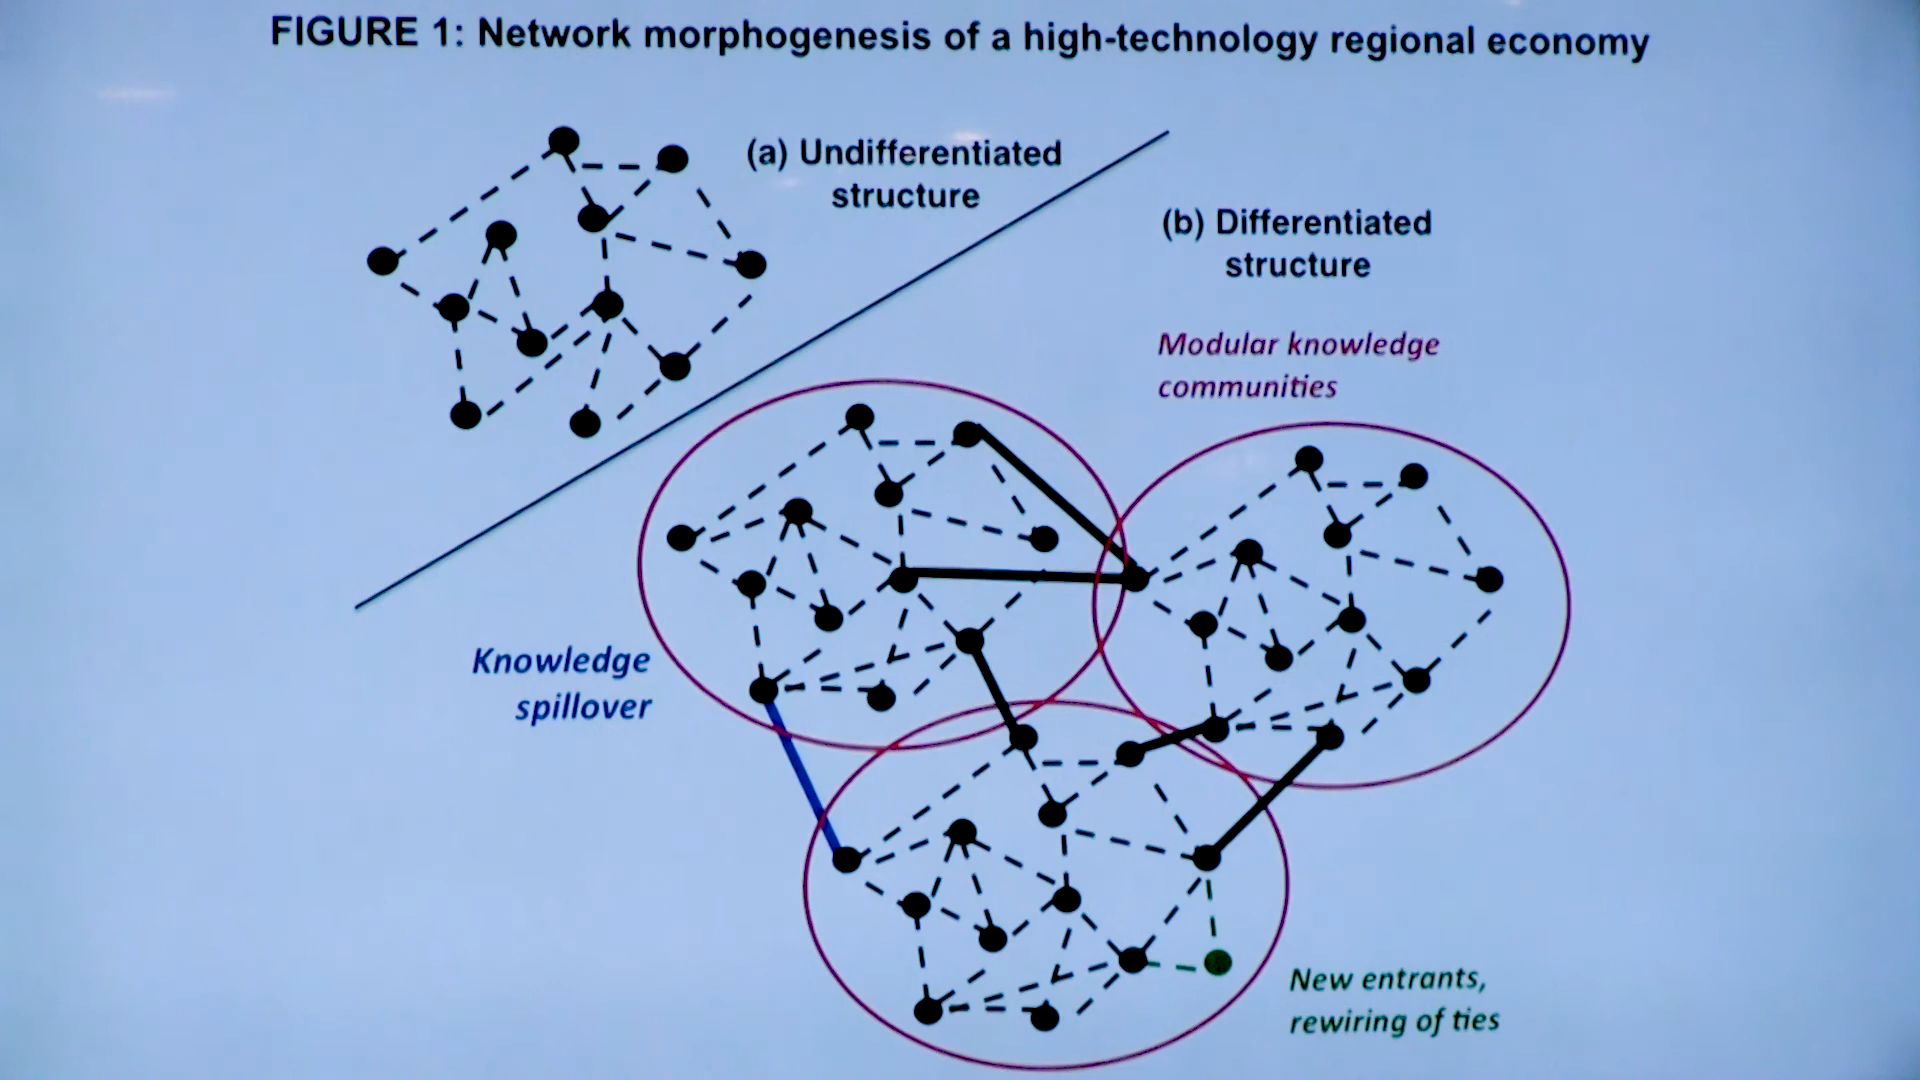 FIGURE 1: Network morphogenesis of a high-technology regional economy
(a) Undifferentiated
structure
(b) Differentiated
structure
Modular knowledge
communities
Knowledge
spillover
New entrants,
rewiring of ties